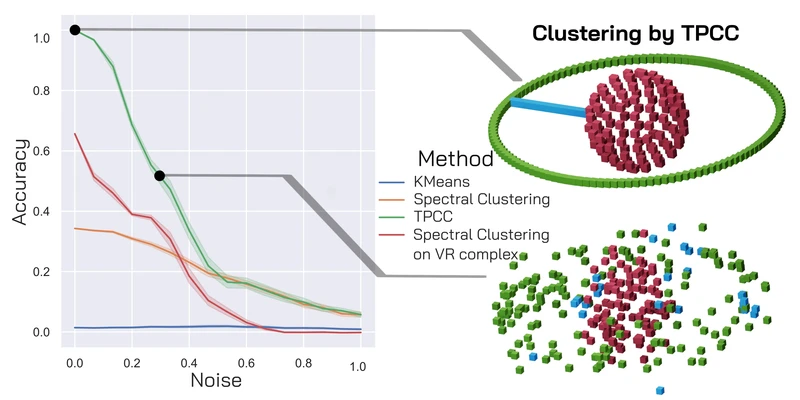 Clustering by TPCC
1.0
0.8
0.6
0.4
0.2
0.0
Accuracy
0.0
0.2
0.4
0.6
0.8
1.0
Noise
Method
KMeans
Spectral Clustering
TPCC
Spectral Clustering
on VR complex